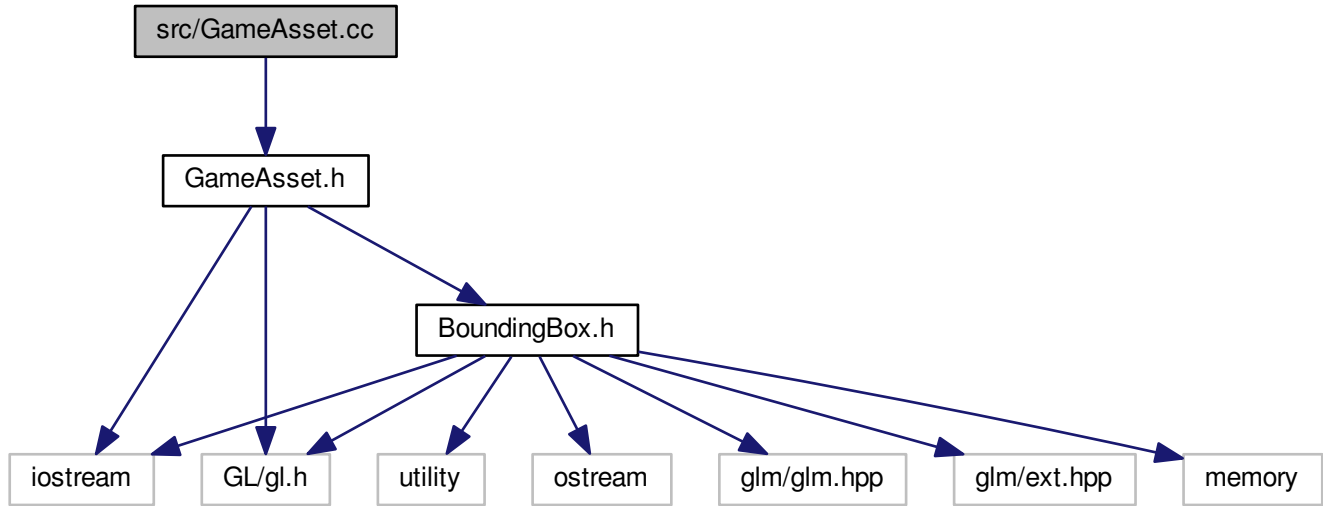 src/GameAsset.cc
GameAsset.h
BoundingBox.h
iostream
GL/gl.h
utility
ostream
glm/glm.hpp
glm/ext.hpp
memory